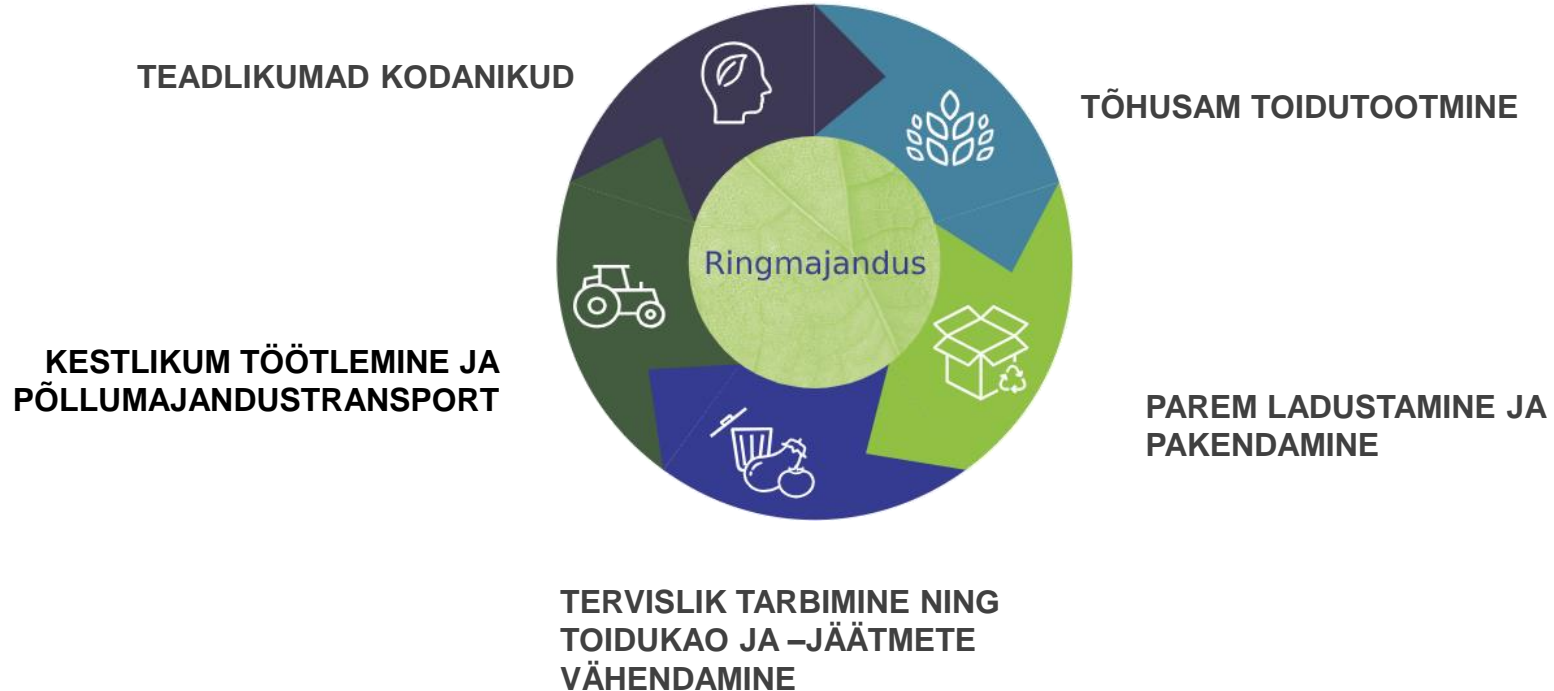 TEADLIKUMAD KODANIKUD
TÕHUSAM TOIDUTOOTMINE
Ringmajandus
KESTLIKUM TÖÖTLEMINE JA
PÕLLUMAJANDUSTRANSPORT
PAREM LADUSTAMINE JA
PAKENDAMINE
TERVISLIK TARBIMINE NING
TOIDUKAO JA –JÄÄTMETE
VÄHENDAMINE